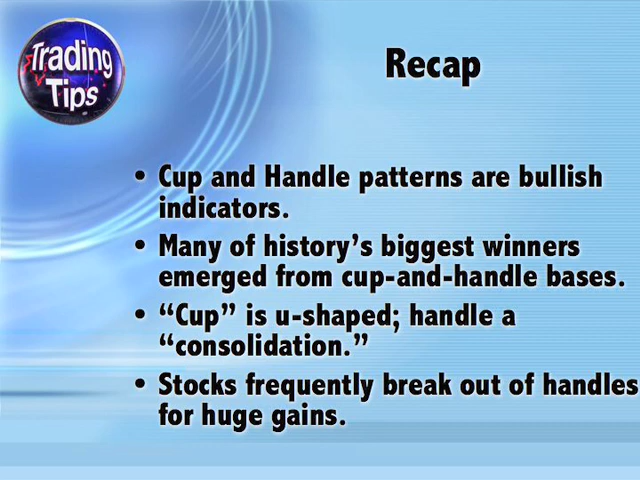 Trading
Tips
Recap
• Cup and Handle patterns are bullish
indicators.
• Many of history’s biggest winners
emerged from cup-and-handle bases.
• “Cup” is u-shaped; handle a
“consolidation.”
• Stocks frequently break out of handles
for huge gains.